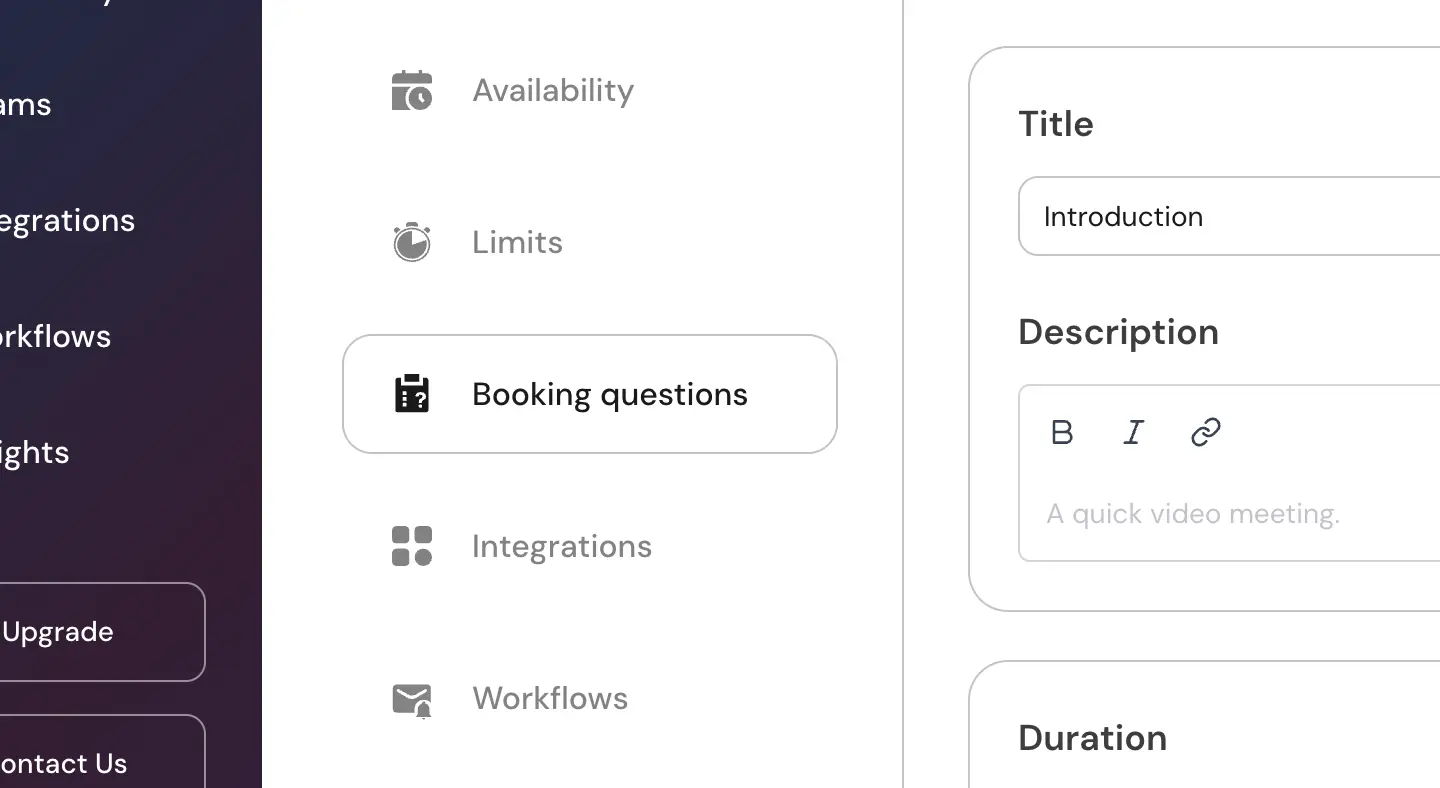 ams
egrations
orkflows
ights
Upgrade
ontact Us
Availability
Limits
Booking questions
Integrations
Workflows
Title
Introduction
Description
B I
A quick video meeting.
Duration